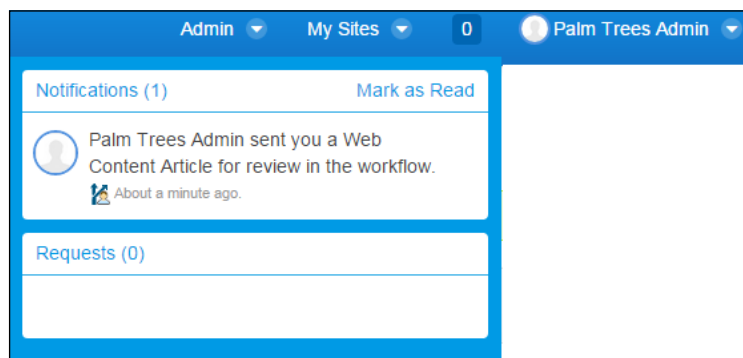 Admin My Sites 0 Palm Trees Admin
Notifications (1) Mark as Read
Palm Trees Admin sent you a Web
Content Article for review in the workflow.
About a minute ago.
Requests (0)